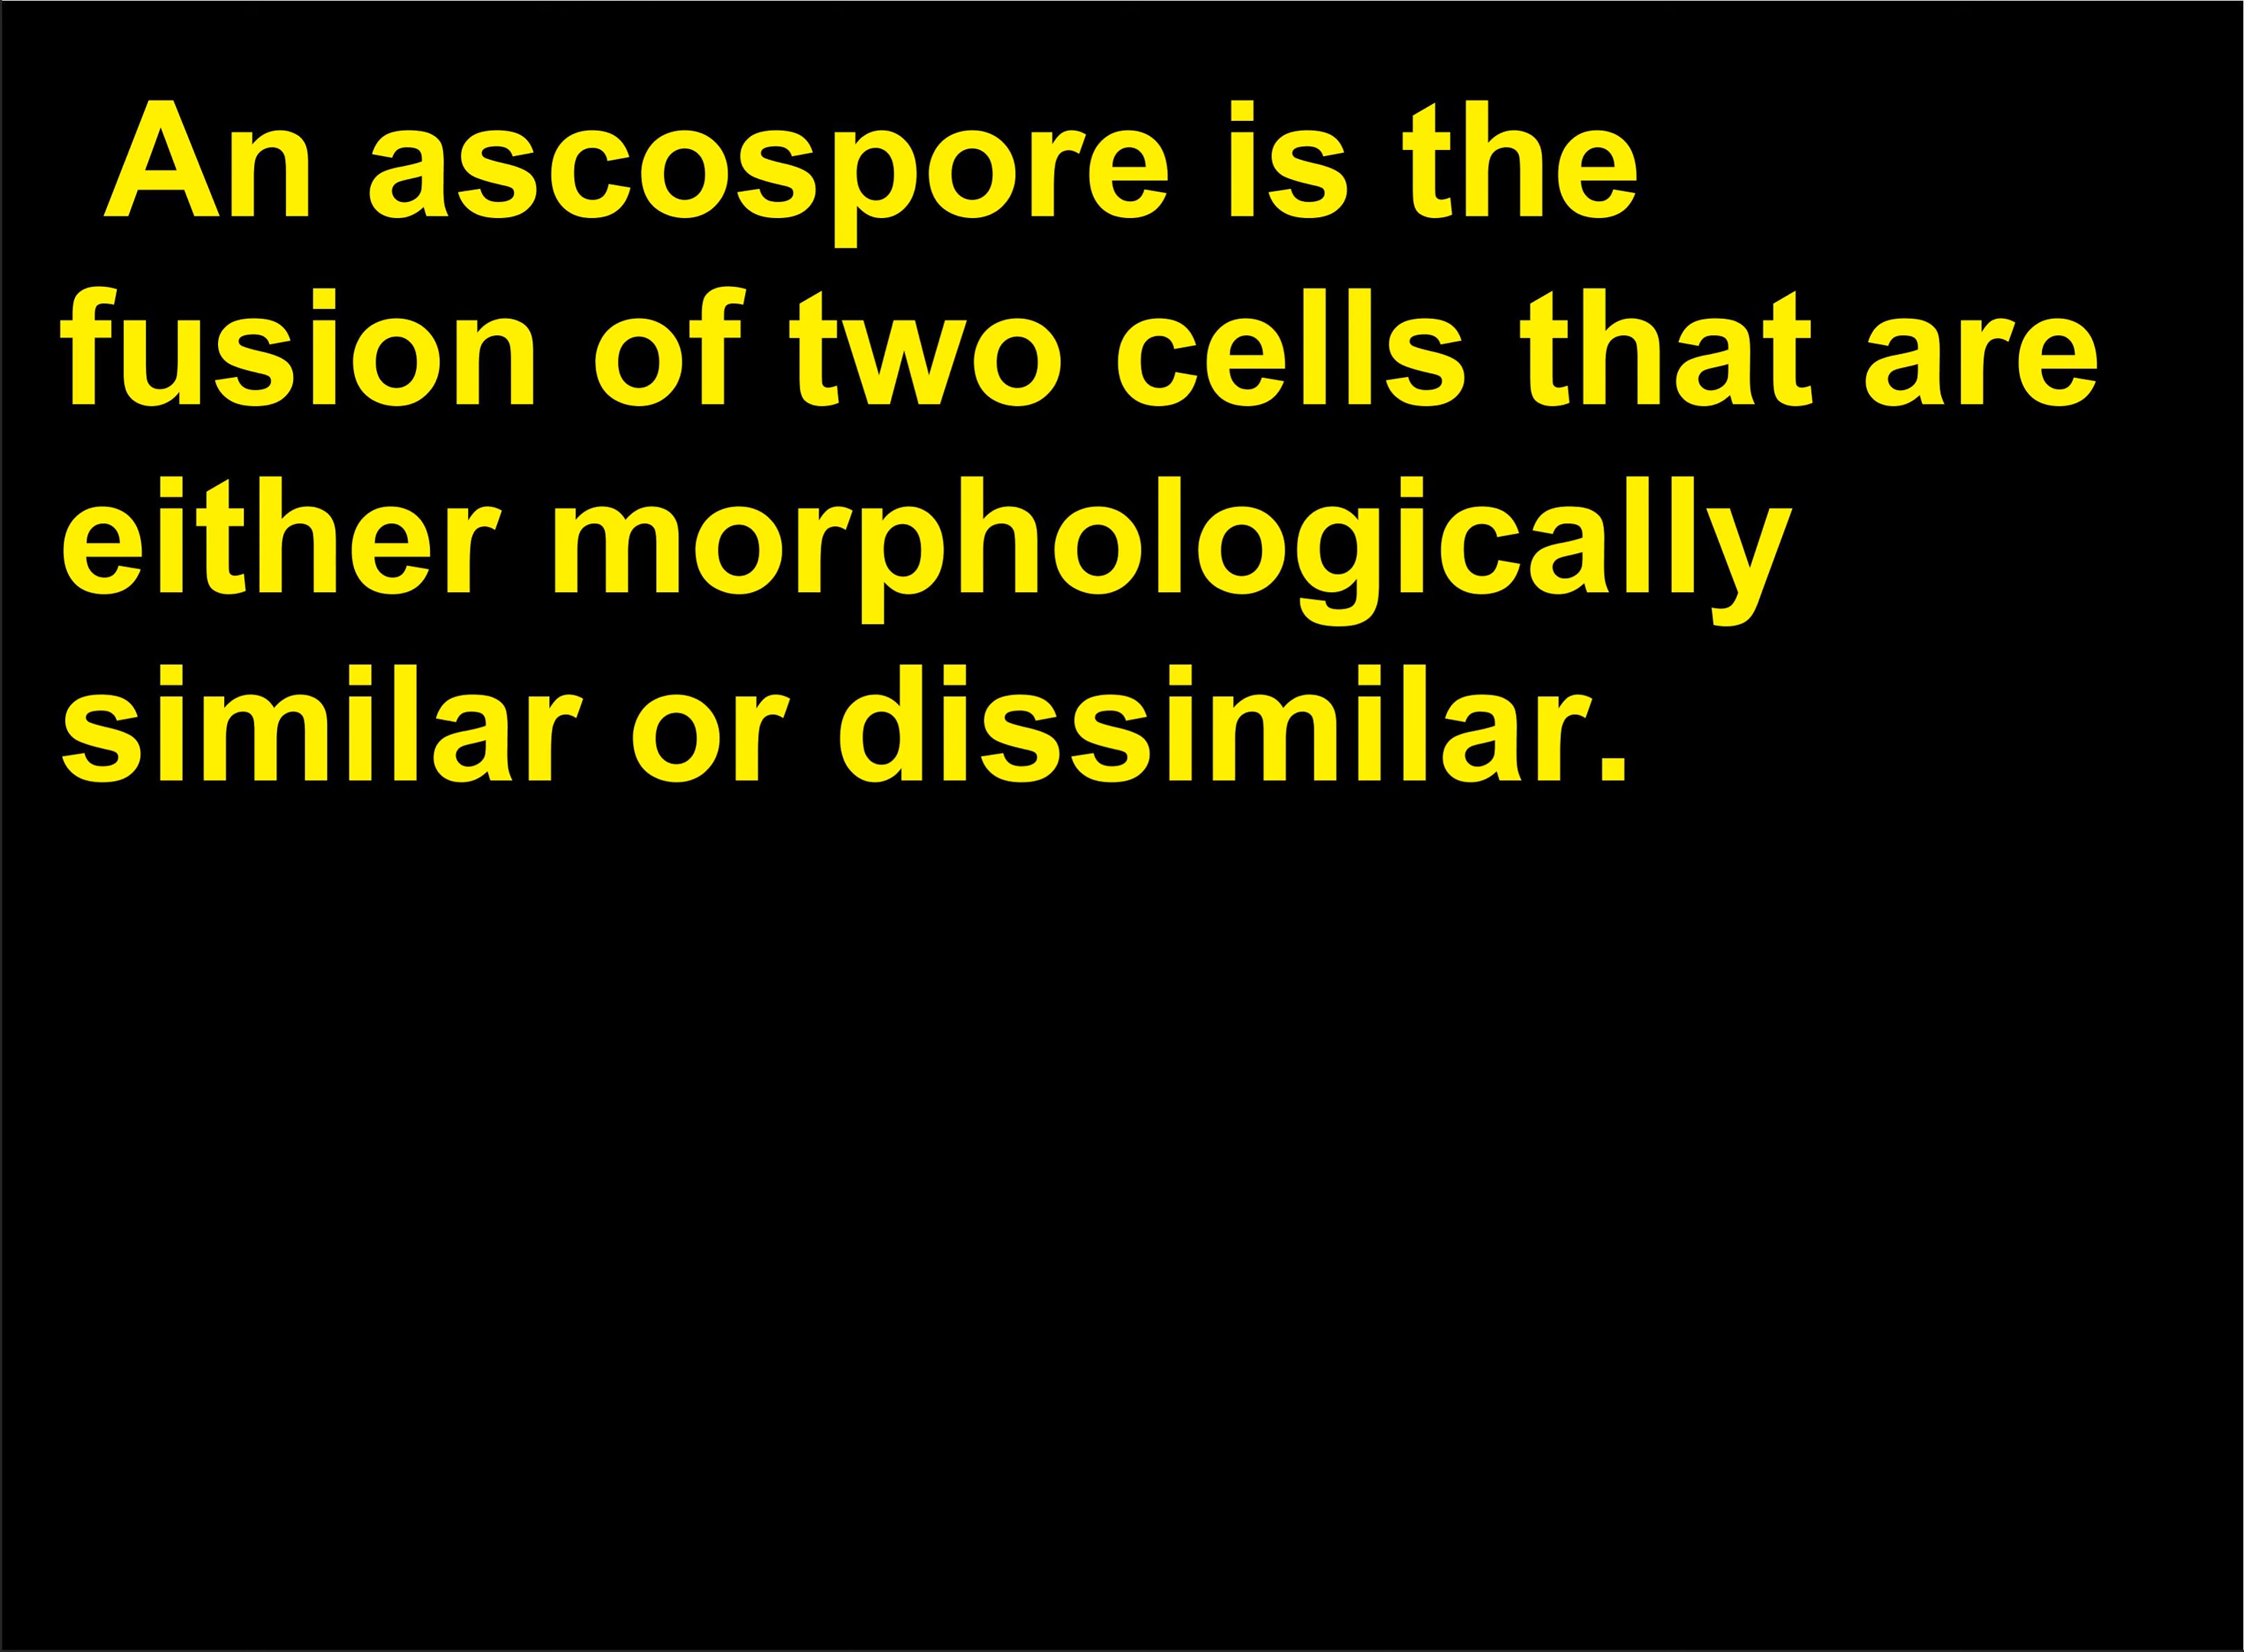 An ascospore is the
fusion of two cells that are
either morphologically
similar or dissimilar.